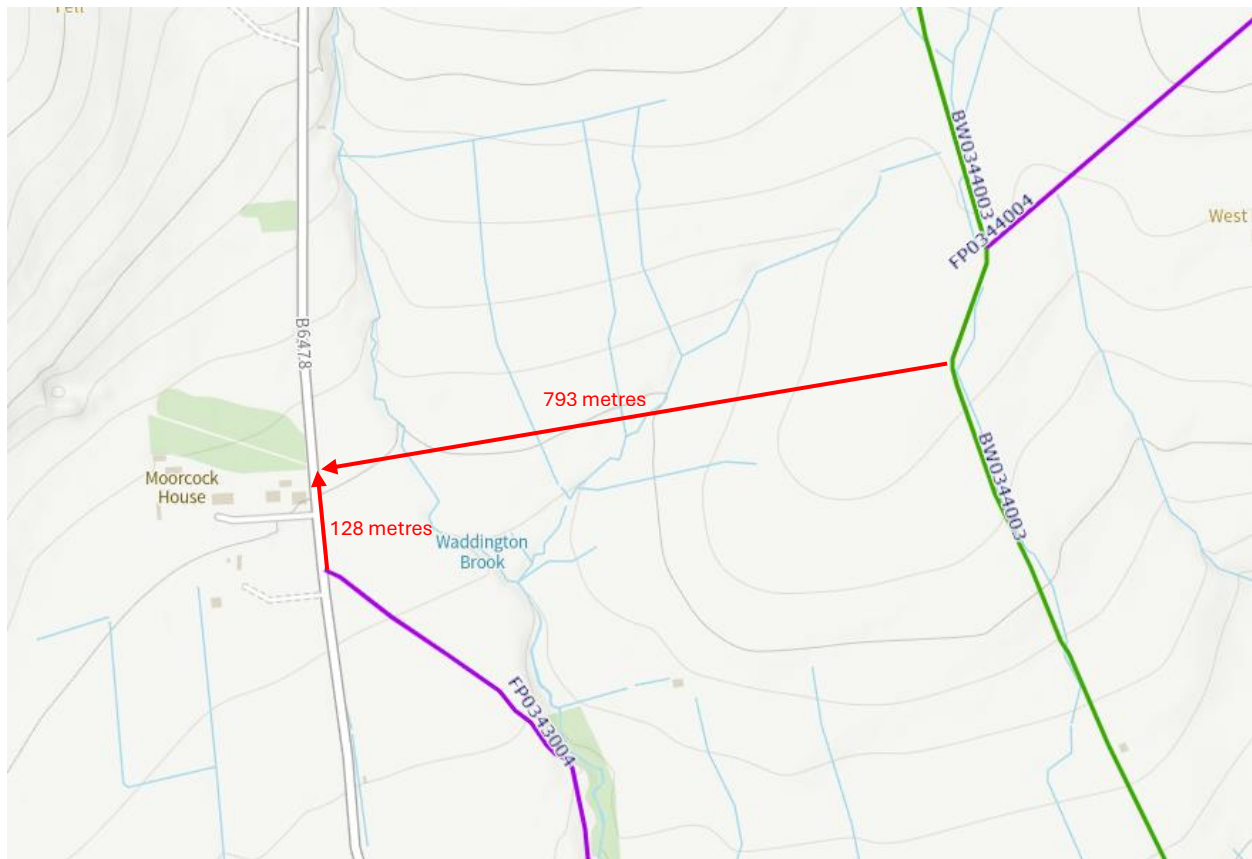 Fell
BW0344003
FP0344004
West
B6478
793 metres
Moorcock
House
128 metres
Waddington
Brook
BW0344003
FP0343004